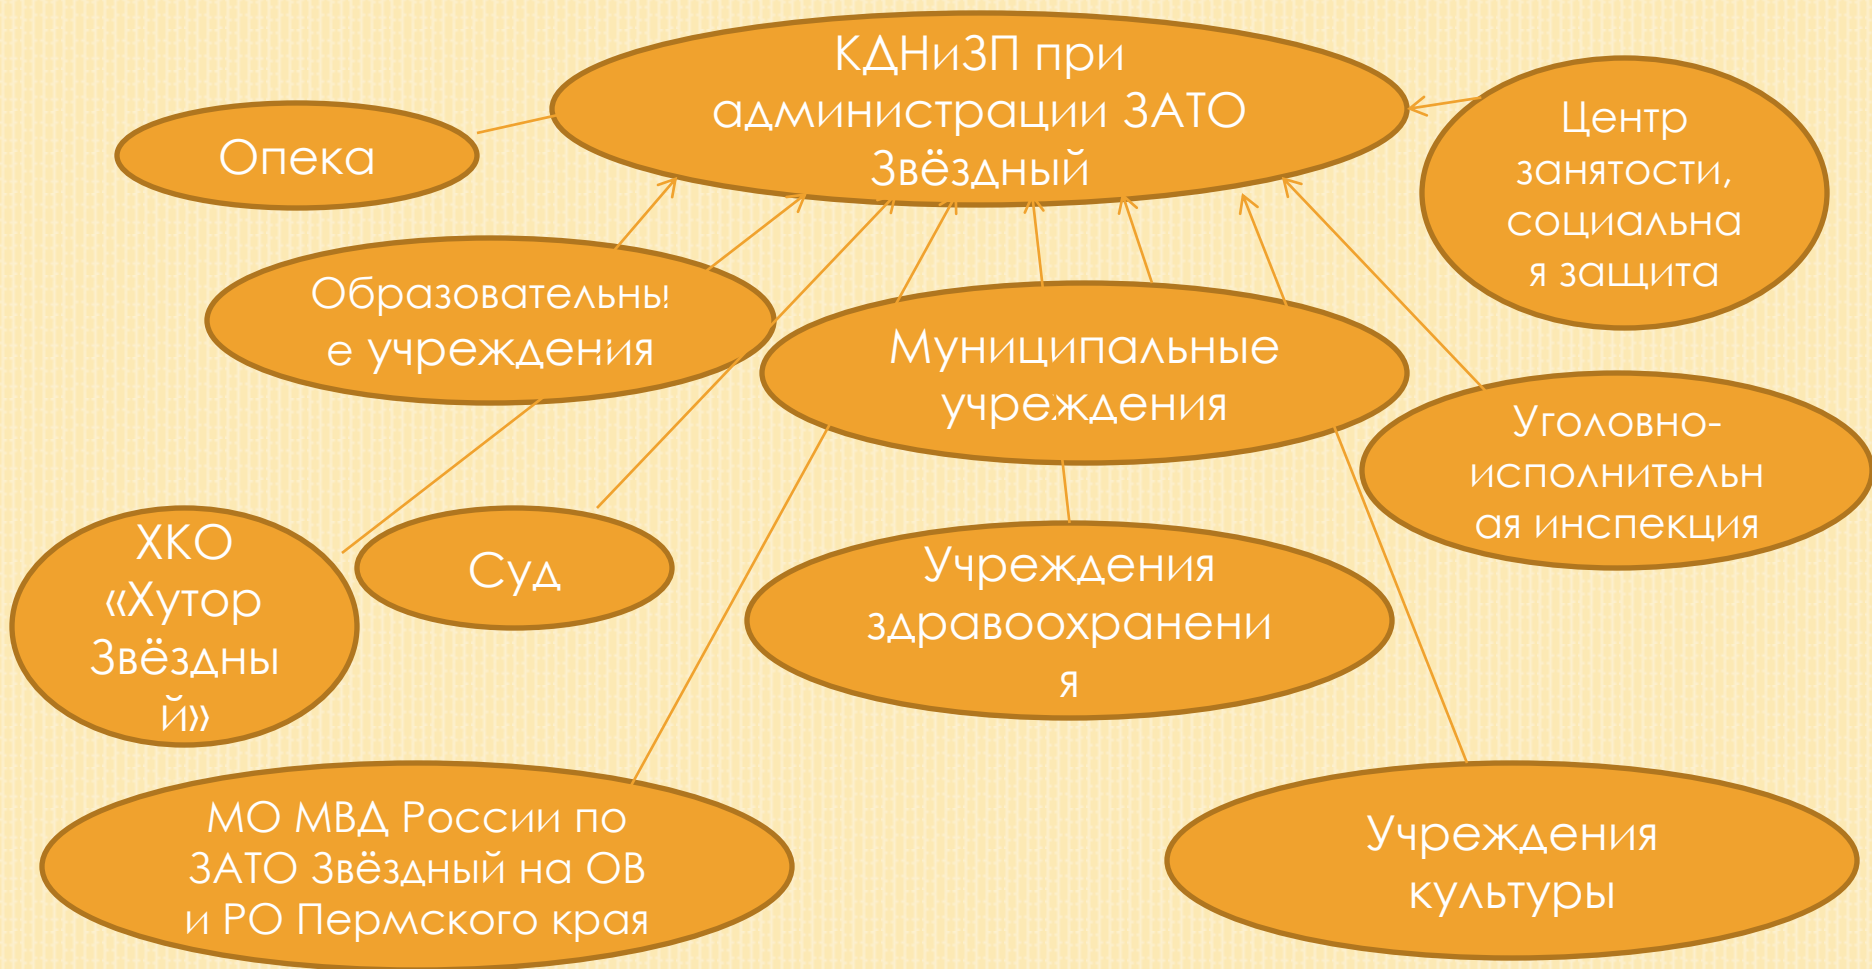 КДНиЗП при
администрации ЗАТО
Звёздный
Опека
Центр
занятости,
социальна
я защита
Образовательны
е учреждения
Муниципальные
учреждения
Уголовно-
исполнительн
ая инспекция
ХКО
«Хутор
Звёздны
й»
Суд
Учреждения
здравоохранени
я
МО МВД России по
ЗАТО Звёздный на ОВ
и РО Пермского края
Учреждения
культуры